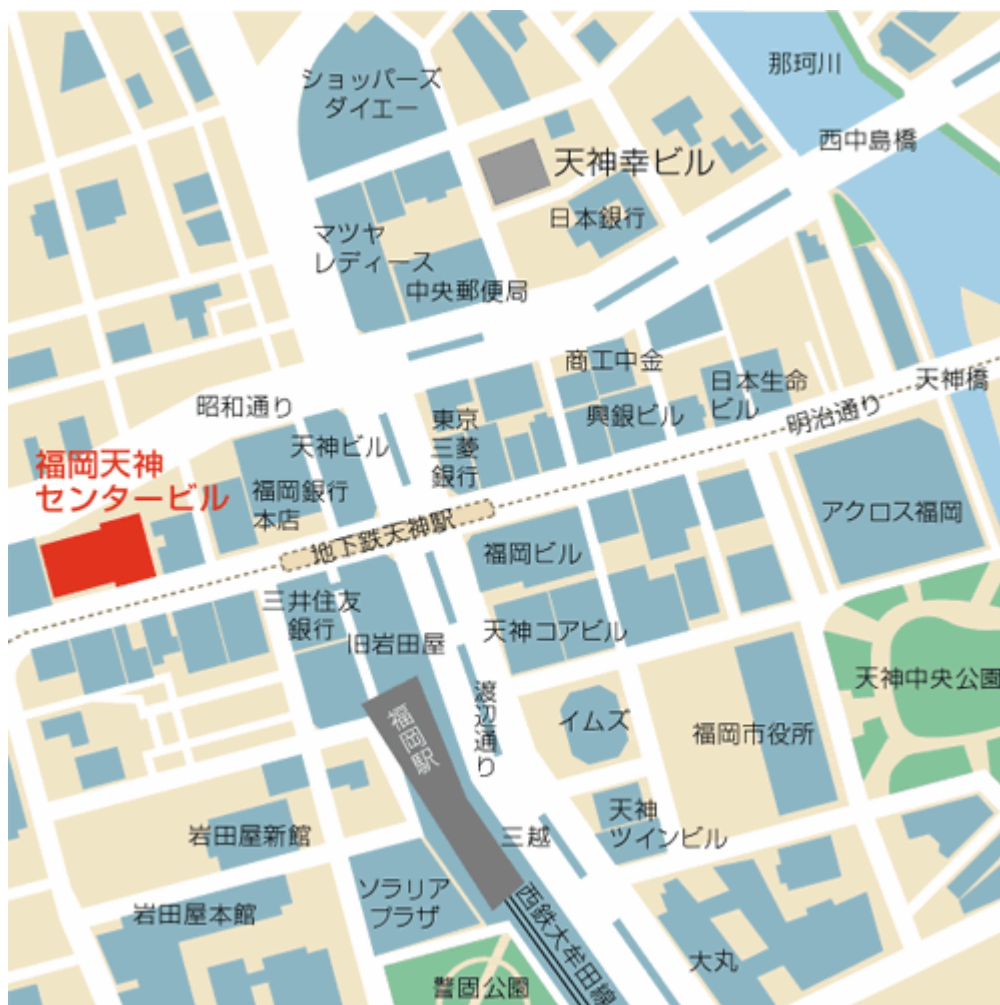 那珂川
ショッパーズ
ダイエー
西中島橋
天神幸ビル
日本銀行
マツヤ
レディース
中央郵便局
商工中金
天神橋
日本生命
ビル
昭和通り
東京
三菱
銀行
興銀ビル
明治通り
天神ビル
福岡天神
センタービル
福岡銀行
本店
アクロス福岡
地下鉄天神駅
福岡ビル
三井住友
銀行
旧岩田屋
天神コアビル
天神中央公園
渡辺通り
福岡駅
イムズ
福岡市役所
天神
ツインビル
岩田屋新館
三越
ソラリア
プラザ
岩田屋本館
西鉄大牟田線
大丸
警固公園